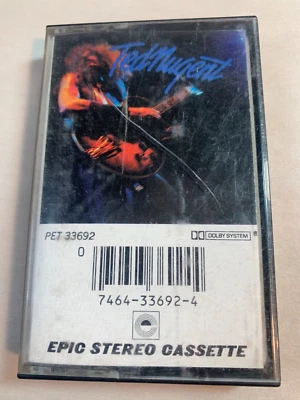 Ted Nugent
PET 33692
DOLBY SYSTEM
0
7464-33692-4
e
EPIC STEREO CASSETTE